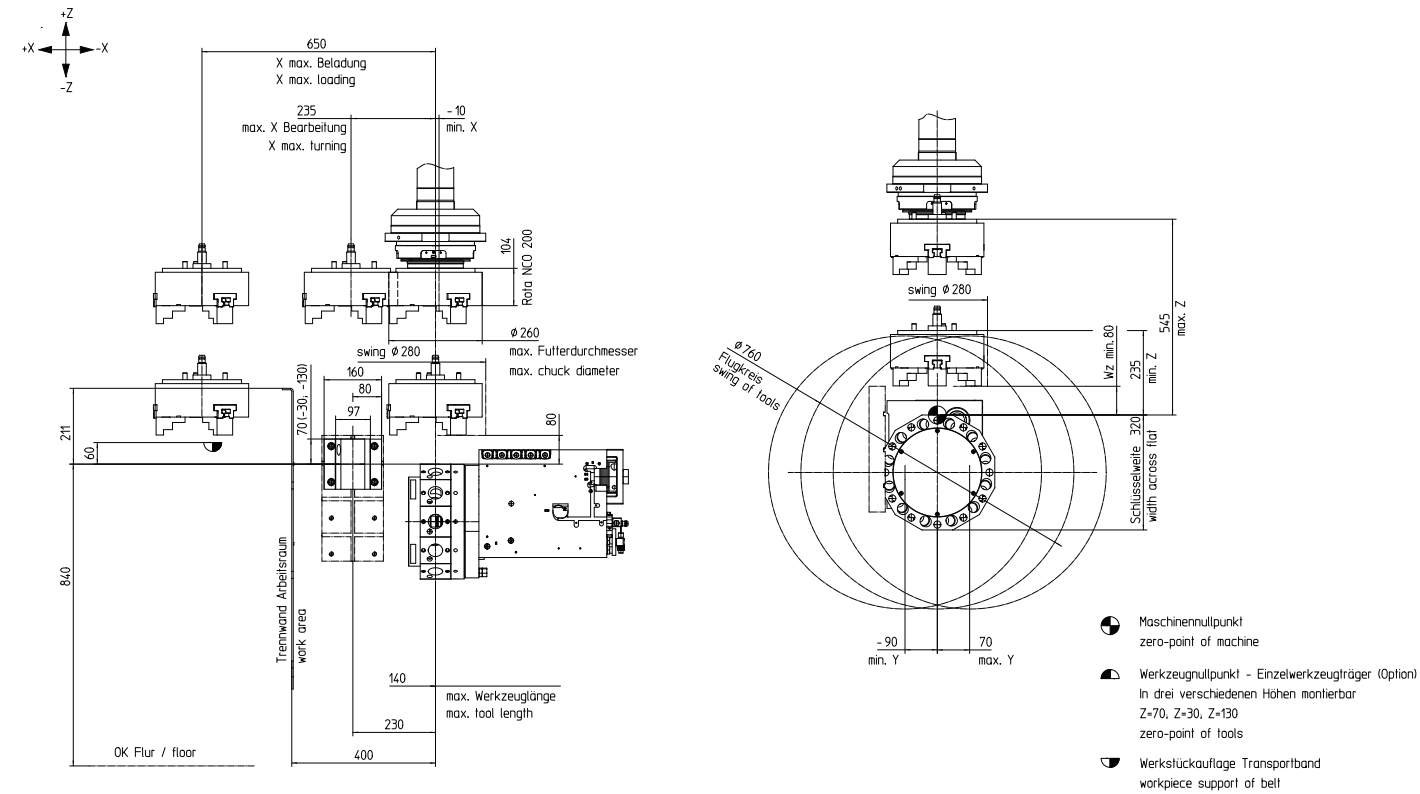 +Z
+X
-X
-Z
650
X max. Beladung
X max. loading
235
max. X Bearbeitung
X max. turning
-10
min. X
104
Rota NCO 200
Ø260
max. Futterdurchmesser
max. chuck diameter
swing Ø280
160
80
97
70 (-30; -130)
80
211
60
840
Trennwand Arbeitsraum
work area
140
max. Werkzeuglänge
max. tool length
230
400
OK Flur / floor
swing Ø280
545
max. Z
Wz min.80
235
min. Z
Ø760
Flugkreis
swing of tools
Schlüsselweite 320
width across flat
-90
min. Y
70
max. Y
Maschinennullpunkt
zero-point of machine
Werkzeugnullpunkt - Einzelwerkzeugträger (Option)
In drei verschiedenen Höhen montierbar
Z=70; Z=30; Z=130
zero-point of tools
Werkstückauflage Transportband
workpiece support of belt